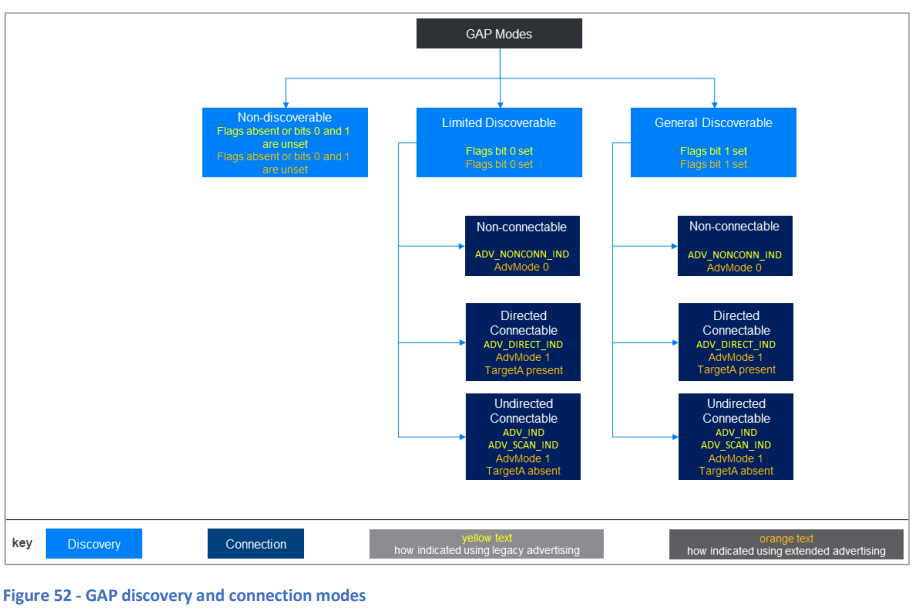 GAP Modes
Non-discoverable
Flags absent or bits 0 and 1
are unset
Flags absent or bits 0 and 1
are unset
Limited Discoverable
Flags bit 0 set
Flags bit 0 set
General Discoverable
Flags bit 1 set
Flags bit 1 set
Non-connectable
ADV_NONCONN_IND
AdvMode 0
Non-connectable
ADV_NONCONN_IND
AdvMode 0
Directed
Connectable
ADV_DIRECT_IND
AdvMode 1
TargetA present
Directed
Connectable
ADV_DIRECT_IND
AdvMode 1
TargetA present
Undirected
Connectable
ADV_IND
ADV_SCAN_IND
AdvMode 1
TargetA absent
Undirected
Connectable
ADV_IND
ADV_SCAN_IND
AdvMode 1
TargetA absent
key
Discovery
Connection
yellow text
how indicated using legacy advertising
orange text
how indicated using extended advertising
Figure 52 - GAP discovery and connection modes